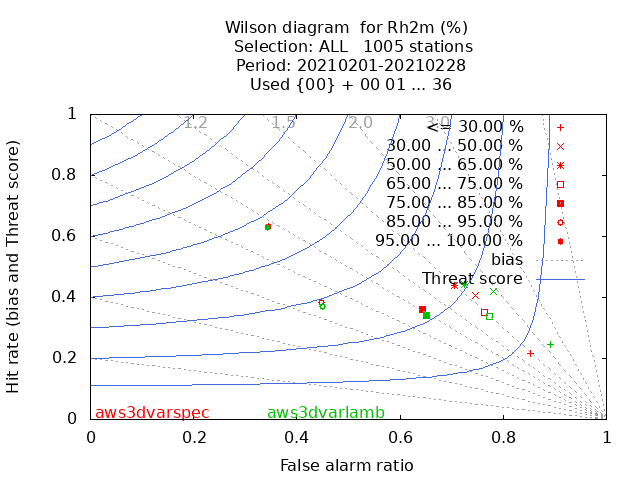 Wilson diagram  for Rh2m (%)
Selection: ALL   1005 stations
Period: 20210201-20210228
Used {00} + 00 01 ... 36
Hit rate (bias and Threat score)
1
0.8
0.6
0.4
0.2
0
1.2
1.5
2.0
3.0
<= 30.00 %
30.00 ... 50.00 %
50.00 ... 65.00 %
65.00 ... 75.00 %
75.00 ... 85.00 %
85.00 ... 95.00 %
95.00 ... 100.00 %
bias
Threat score
aws3dvarspec
aws3dvarlamb
0
0.2
0.4
0.6
0.8
1
False alarm ratio